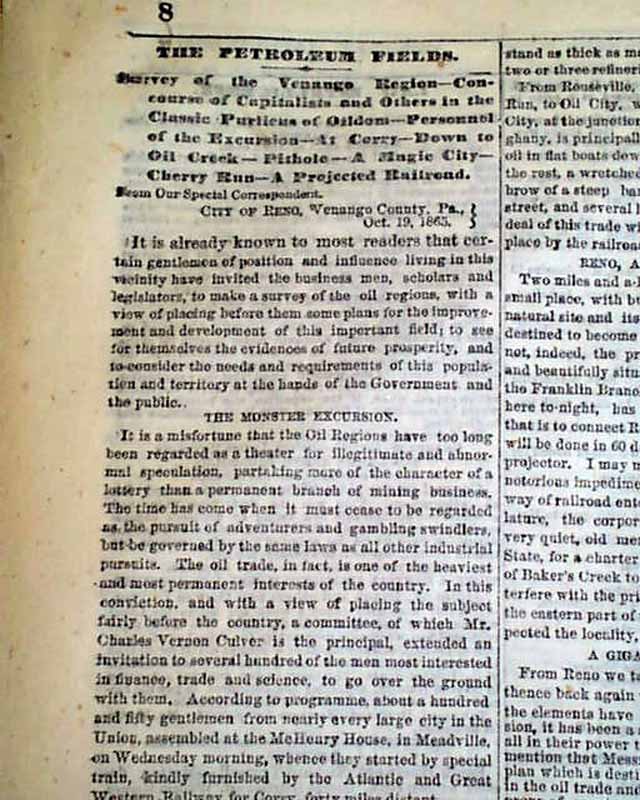 8
THE PETROLEUM FIELDS.
Survey of the Venango Region—Con-
course of Capitalists and Others in the
Classic Purlieus of Oildom—Personnel
of the Excursion—At Corry—Down to
Oil Creek—Pithole—A Magic City—
Cherry Run—A Projected Railroad.
From Our Special Correspondent.
CITY OF RENO, Venango County, Pa., }
Oct. 19, 1865. }
It is already known to most readers that cer-
tain gentlemen of position and influence living in this
vicinity have invited the business men, scholars and
legislators, to make a survey of the oil regions, with a
view of placing before them some plans for the improve-
ment and development of this important field; to see
for themselves the evidences of future prosperity, and
to consider the needs and requirements of this popula-
tion and territory at the hands of the Government and
the public.
THE MONSTER EXCURSION.
It is a misfortune that the Oil Regions have too long
been regarded as a theater for illegitimate and abnor-
mal speculation, partaking more of the character of a
lottery than a permanent branch of mining business.
The time has come when it must cease to be regarded
as the pursuit of adventurers and gambling swindlers,
but be governed by the same laws as all other industrial
pursuits. The oil trade, in fact, is one of the heaviest
and most permanent interests of the country. In this
conviction, and with a view of placing the subject
fairly before the country, a committee, of which Mr.
Charles Vernon Culver is the principal, extended an
invitation to several hundred of the men most interested
in finance, trade and science, to go over the ground
with them. According to programme, about a hundred
and fifty gentlemen from nearly every large city in the
Union, assembled at the McHenry House, in Meadville,
on Wednesday morning, whence they started by special
train, kindly furnished by the Atlantic and Great
Western Railway for Corry, forty miles distant.
stand as thick as
two or three
From Rouseville,
Run, to Oil City,
City, at the junction
ghany, is principall
oil in flat boats dow
the rest, a wretched
brow of a steep
street, and several
deal of this trade
place by the railroad
RENO, A
Two miles and a
small place, with
natural site and its
destined to become
not, indeed, the
and beautifully
the Franklin
here to-night, has
that is to connect
will be done in 60
projector. I may
notorious
way of railroad
lature, the corpor
very quiet, old
State, for a charter
of Baker's Creek to
terfere with the
the eastern part of
pected the locality,
A
From Reno we
thence back again
the elements have
sion, it has been a
all in their power
mention that
plan which is
in the oil trade